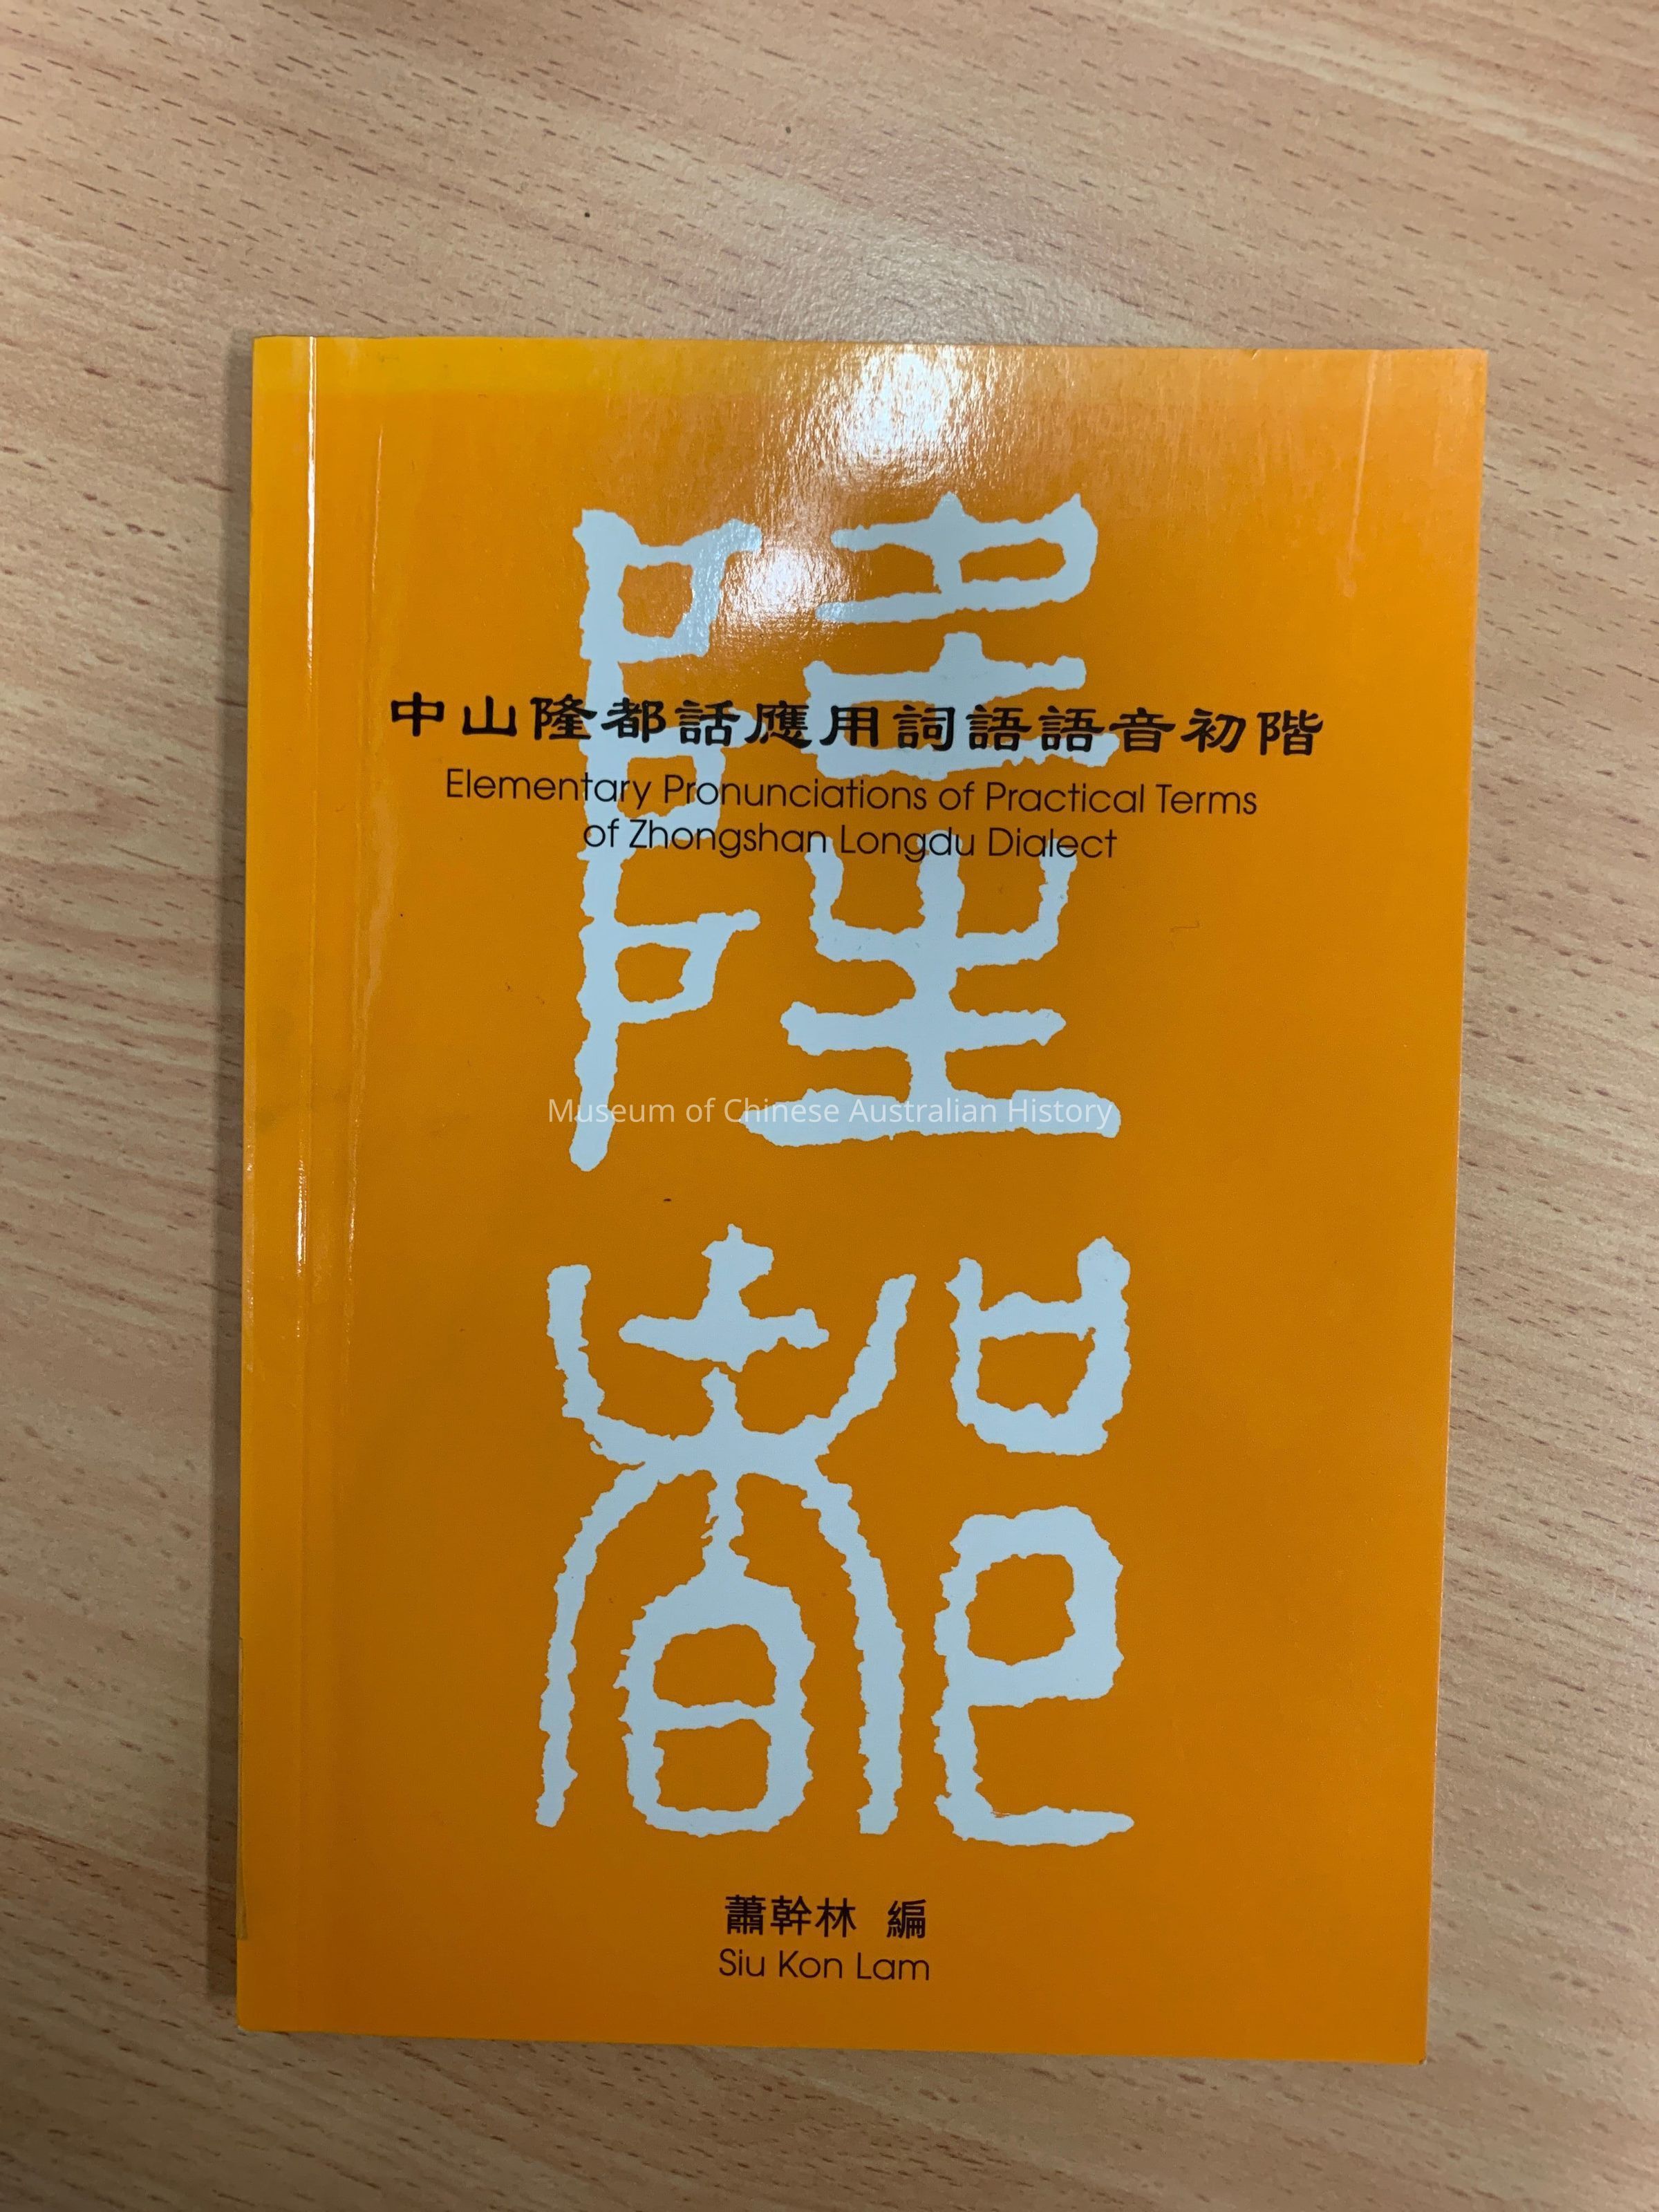 隆都
中山隆都話應用詞語語音初階
Elementary Pronunciations of Practical Terms
of Zhongshan Longdu Dialect
Museum of Chinese Australian History
蕭幹林 編
Siu Kon Lam